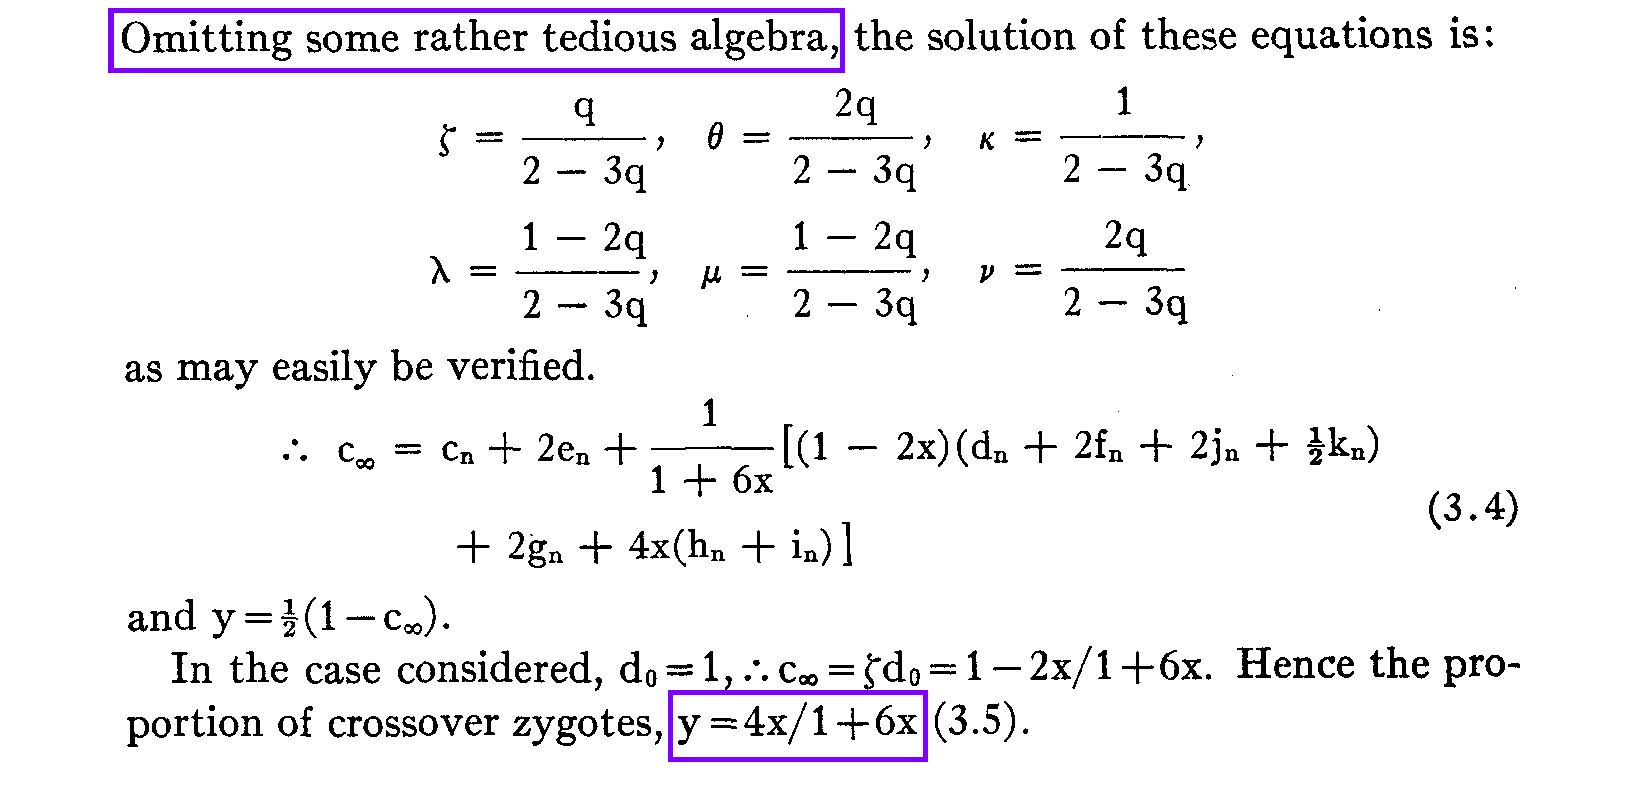 Omitting some rather tedious algebra, the solution of these equations is:
ζ = q / 2 − 3q, θ = 2q / 2 − 3q, κ = 1 / 2 − 3q,
λ = 1 − 2q / 2 − 3q, μ = 1 − 2q / 2 − 3q, ν = 2q / 2 − 3q
as may easily be verified.
∴ c∞ = cₙ + 2eₙ + 1 / 1 + 6x [(1 − 2x)(dₙ + 2fₙ + 2jₙ + ½kₙ)
+ 2gₙ + 4x(hₙ + iₙ)] (3.4)
and y=½(1−c∞).
In the case considered, d₀=1,∴c∞=ζd₀=1−2x/1+6x. Hence the pro-
portion of crossover zygotes, y=4x/1+6x (3.5).